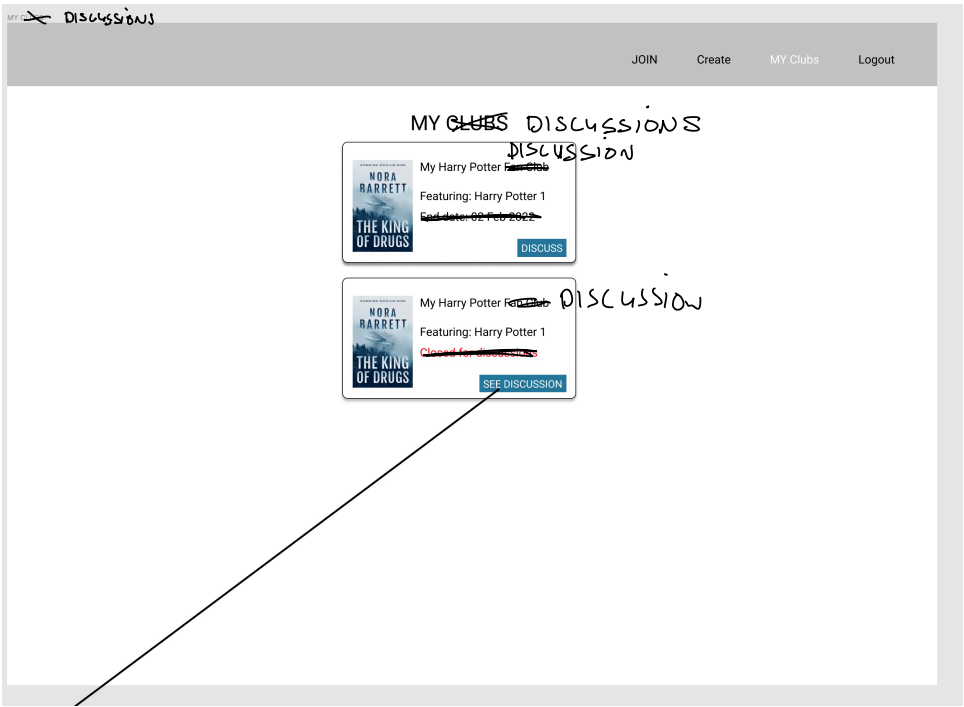 MY CLUBS DISCUSSIONS
JOIN Create MY Clubs Logout
MY CLUBS DISCUSSIONS
DISCUSSION
My Harry Potter Fan Club
NORA
BARRETT
Featuring: Harry Potter 1
End date: 02 Feb 2022
THE KING
OF DRUGS
DISCUSS
My Harry Potter Fan Club DISCUSSION
NORA
BARRETT
Featuring: Harry Potter 1
Closed for discussions
THE KING
OF DRUGS
SEE DISCUSSION